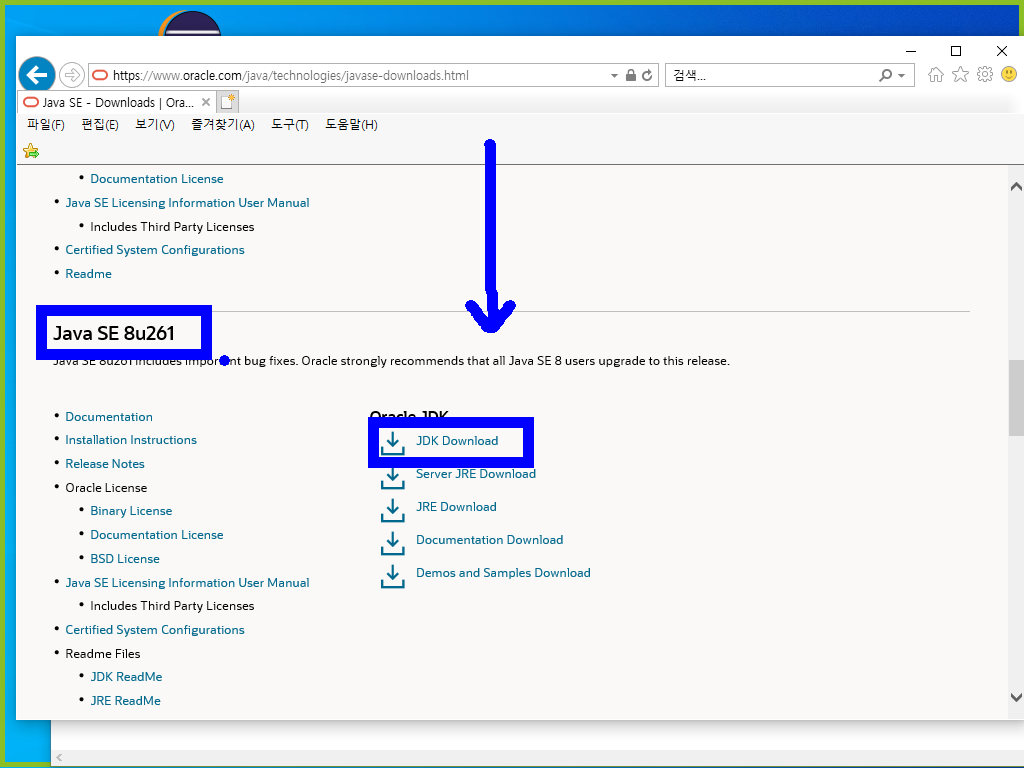 https://www.oracle.com/java/technologies/javase-downloads.html
검색...
Java SE - Downloads | Ora...
파일(F) 편집(E) 보기(V) 즐겨찾기(A) 도구(T) 도움말(H)
• Documentation License
• Java SE Licensing Information User Manual
• Includes Third Party Licenses
• Certified System Configurations
• Readme
Java SE 8u261
Java SE 8u261 includes important bug fixes. Oracle strongly recommends that all Java SE 8 users upgrade to this release.
• Documentation
• Installation Instructions
• Release Notes
• Oracle License
• Binary License
• Documentation License
• BSD License
• Java SE Licensing Information User Manual
• Includes Third Party Licenses
• Certified System Configurations
• Readme Files
• JDK ReadMe
• JRE ReadMe
Oracle JDK
JDK Download
Server JRE Download
JRE Download
Documentation Download
Demos and Samples Download